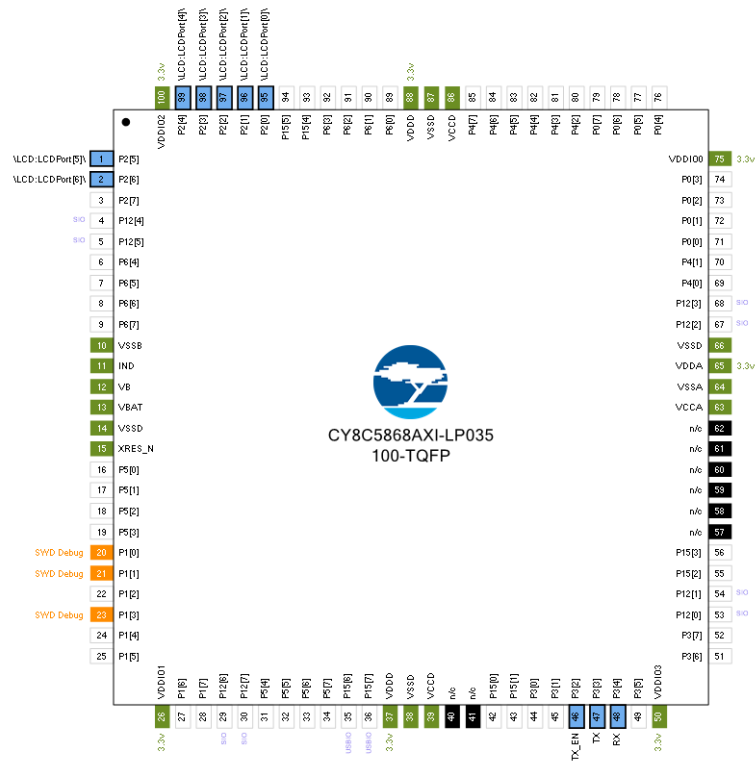 \LCD:LCDPort[4]\
\LCD:LCDPort[3]\
\LCD:LCDPort[2]\
\LCD:LCDPort[1]\
\LCD:LCDPort[0]\
3.3v 3.3v
100 99 98 97 96 95 94 93 92 91 90 89 88 87 86 85 84 83 82 81 80 79 78 77 76
VDDIO2 P2[4] P2[3] P2[2] P2[1] P2[0] P15[5] P15[4] P6[3] P6[2] P6[1] P6[0] VDDD VSSD VCCD P4[7] P4[6] P4[5] P4[4] P4[3] P4[2] P0[7] P0[6] P0[5] P0[4]
\LCD:LCDPort[5]\ 1 P2[5] VDDIO0 75 3.3v
\LCD:LCDPort[6]\ 2 P2[6] P0[3] 74
3 P2[7] P0[2] 73
SIO 4 P12[4] P0[1] 72
SIO 5 P12[5] P0[0] 71
6 P6[4] P4[1] 70
7 P6[5] P4[0] 69
8 P6[6] P12[3] 68 SIO
9 P6[7] P12[2] 67 SIO
10 VSSB VSSD 66
11 IND VDDA 65 3.3v
12 VB VSSA 64
13 VBAT VCCA 63
14 VSSD n/c 62
15 XRES_N n/c 61
16 P5[0] n/c 60
17 P5[1] n/c 59
18 P5[2] n/c 58
19 P5[3] n/c 57
CY8C5868AXI-LP035
100-TQFP
SWD Debug 20 P1[0] P15[3] 56
SWD Debug 21 P1[1] P15[2] 55
22 P1[2] P12[1] 54 SIO
SWD Debug 23 P1[3] P12[0] 53 SIO
24 P1[4] P3[7] 52
25 P1[5] P3[6] 51
VDDIO1 P1[6] P1[7] P12[6] P12[7] P5[4] P5[5] P5[6] P5[7] P15[6] P15[7] VDDD VSSD VCCD n/c n/c P15[0] P15[1] P3[0] P3[1] P3[2] P3[3] P3[4] P3[5] VDDIO3
26 27 28 29 30 31 32 33 34 35 36 37 38 39 40 41 42 43 44 45 46 47 48 49 50
3.3v SIO SIO USBIO USBIO 3.3v TX_EN TX RX 3.3v